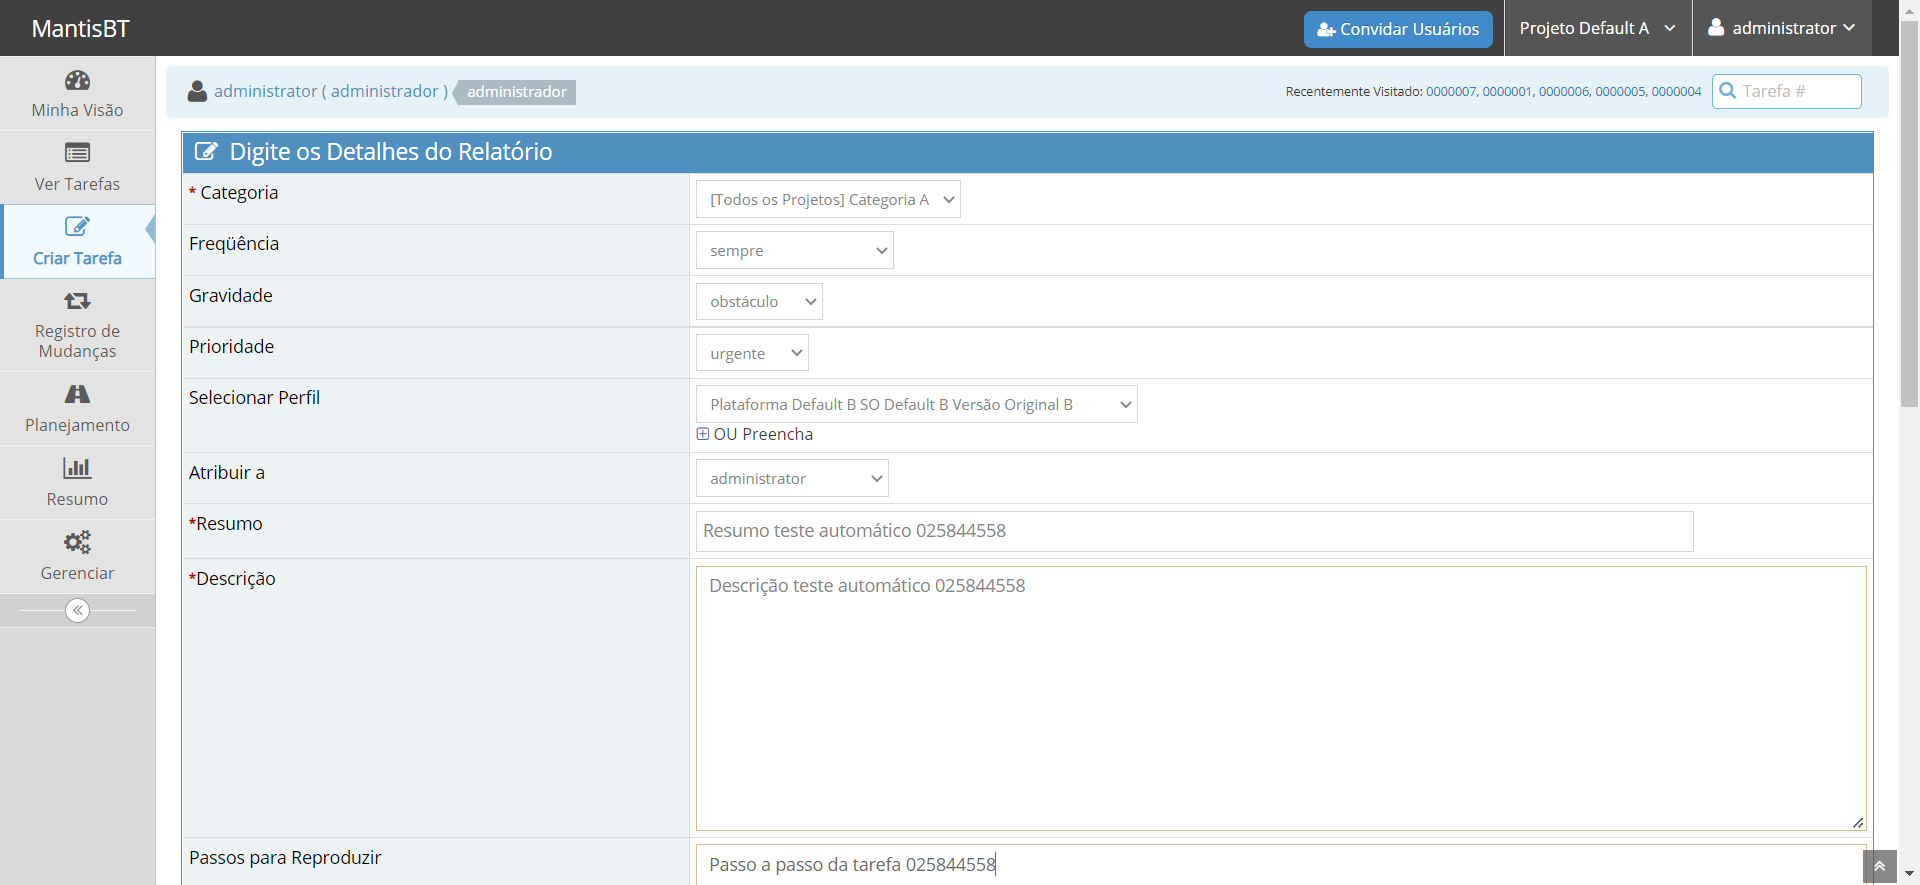 MantisBT
Convidar Usuários
Projeto Default A
administrator
Minha Visão
Ver Tarefas
Criar Tarefa
Registro de
Mudanças
Planejamento
Resumo
Gerenciar
administrator ( administrador )
administrador
Recentemente Visitado: 0000007, 0000001, 0000006, 0000005, 0000004
Tarefa #
Digite os Detalhes do Relatório
* Categoria
[Todos os Projetos] Categoria A
Freqüência
sempre
Gravidade
obstáculo
Prioridade
urgente
Selecionar Perfil
Plataforma Default B SO Default B Versão Original B
OU Preencha
Atribuir a
administrator
*Resumo
Resumo teste automático 025844558
*Descrição
Descrição teste automático 025844558
Passos para Reproduzir
Passo a passo da tarefa 025844558